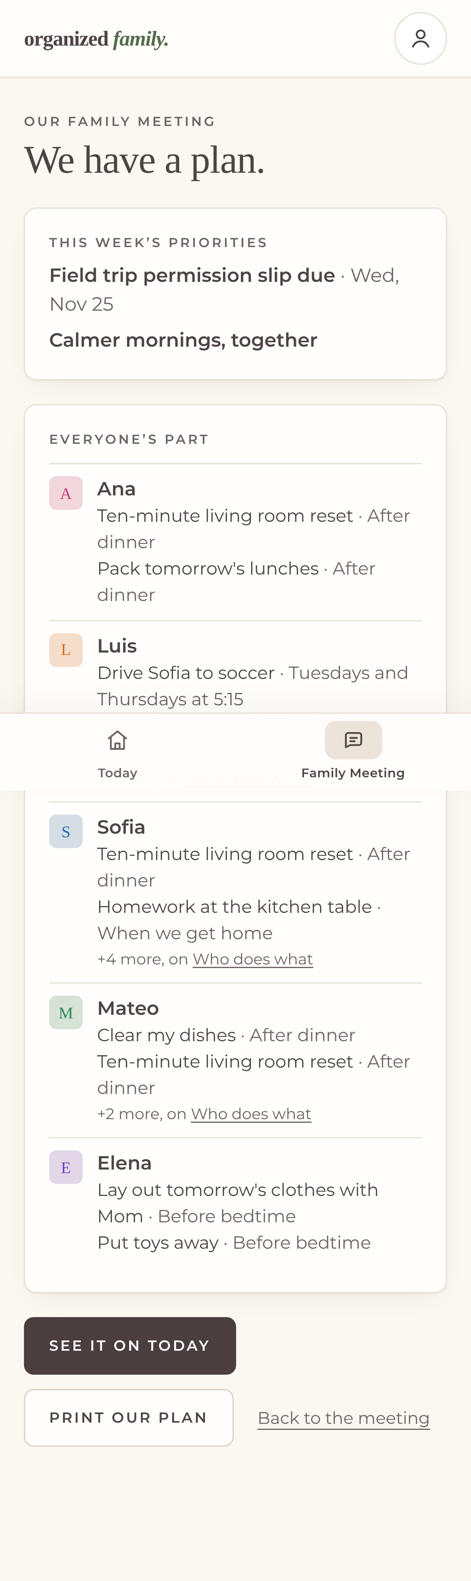 organized family.
OUR FAMILY MEETING
We have a plan.
THIS WEEK'S PRIORITIES
Field trip permission slip due · Wed,
Nov 25
Calmer mornings, together
EVERYONE'S PART
A
Ana
Ten-minute living room reset · After
dinner
Pack tomorrow's lunches · After
dinner
L
Luis
Drive Sofia to soccer · Tuesdays and
Thursdays at 5:15
Today
Family Meeting
S
Sofia
Ten-minute living room reset · After
dinner
Homework at the kitchen table ·
When we get home
+4 more, on Who does what
M
Mateo
Clear my dishes · After dinner
Ten-minute living room reset · After
dinner
+2 more, on Who does what
E
Elena
Lay out tomorrow's clothes with
Mom · Before bedtime
Put toys away · Before bedtime
SEE IT ON TODAY
PRINT OUR PLAN
Back to the meeting